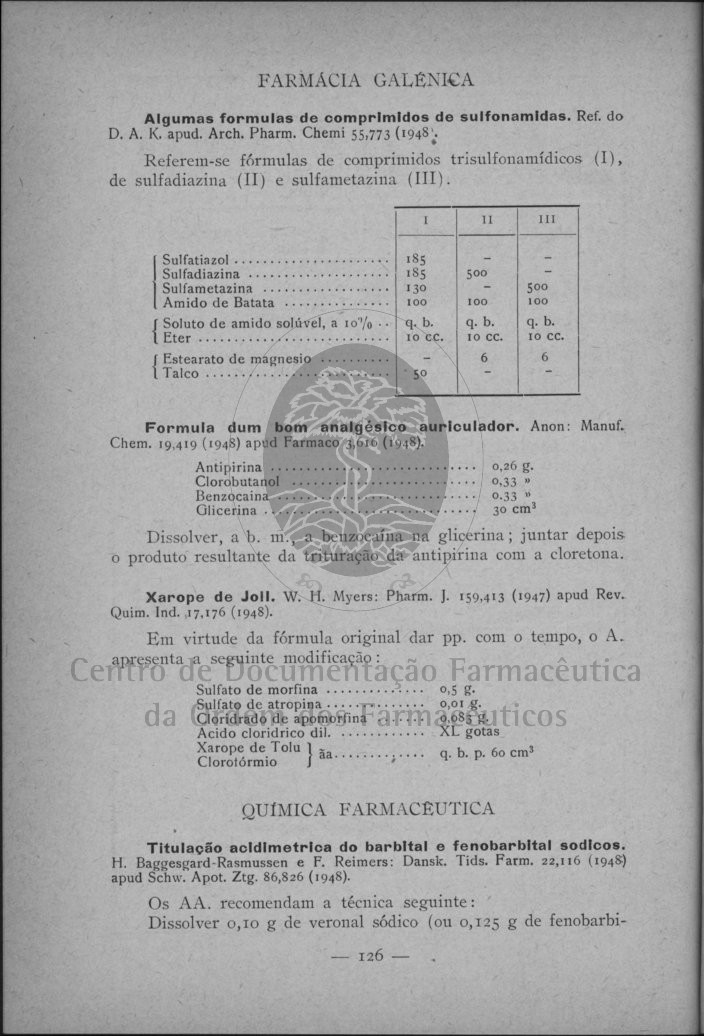 FARMÁCIA GALÉNICA
Algumas formulas de comprimidos de sulfonamidas. Ref. do
D. A. K. apud. Arch. Pharm. Chemi 55,773 (1948).
Referem-se fórmulas de comprimidos trisulfonamídicos (I),
de sulfadiazina (II) e sulfametazina (III).
I II III
Sulfatiazol ...................... 185 – –
Sulfadiazina .................... 185 500 –
Sulfametazina .................. 130 – 500
Amido de Batata ............... 100 100 100
Soluto de amido solúvel, a 10% .. q. b. q. b. q. b.
Eter ........................... 10 cc. 10 cc. 10 cc.
Estearato de magnesio .......... – 6 6
Talco .......................... 50 – –
Formula dum bom analgésico auriculador. Anon: Manuf.
Chem. 19,419 (1948) apud Farmaco 3,616 (1948).
Antipirina .............................. 0,26 g.
Clorobutanol ........................... 0,33 »
Benzocaina ............................. 0.33 »
Glicerina ............................... 30 cm³
Dissolver, a b. m., a benzocaína na glicerina; juntar depois
o produto resultante da trituração da antipirina com a cloretona.
Xarope de Joll. W. H. Myers: Pharm. J. 159,413 (1947) apud Rev.
Quim. Ind. 17,176 (1948).
Em virtude da fórmula original dar pp. com o tempo, o A.
apresenta a seguinte modificação:
Centro de Documentação Farmacêutica
Sulfato de morfina .............. 0,5 g.
Sulfato de atropina .............. 0,01 g.
da Ordem dos Farmacêuticos
Cloridrado de apomorfina ....... 0,085 g.
Acido cloridrico dil. ............ XL gotas
Xarope de Tolu
Clorofórmio } ãa............. q. b. p. 60 cm³
QUÍMICA FARMACÊUTICA
Titulação acidimetrica do barbital e fenobarbital sodicos.
H. Baggesgard-Rasmussen e F. Reimers: Dansk. Tids. Farm. 22,116 (1948)
apud Schw. Apot. Ztg. 86,826 (1948).
Os AA. recomendam a técnica seguinte:
Dissolver 0,10 g de veronal sódico (ou 0,125 g de fenobarbi-
— 126 —